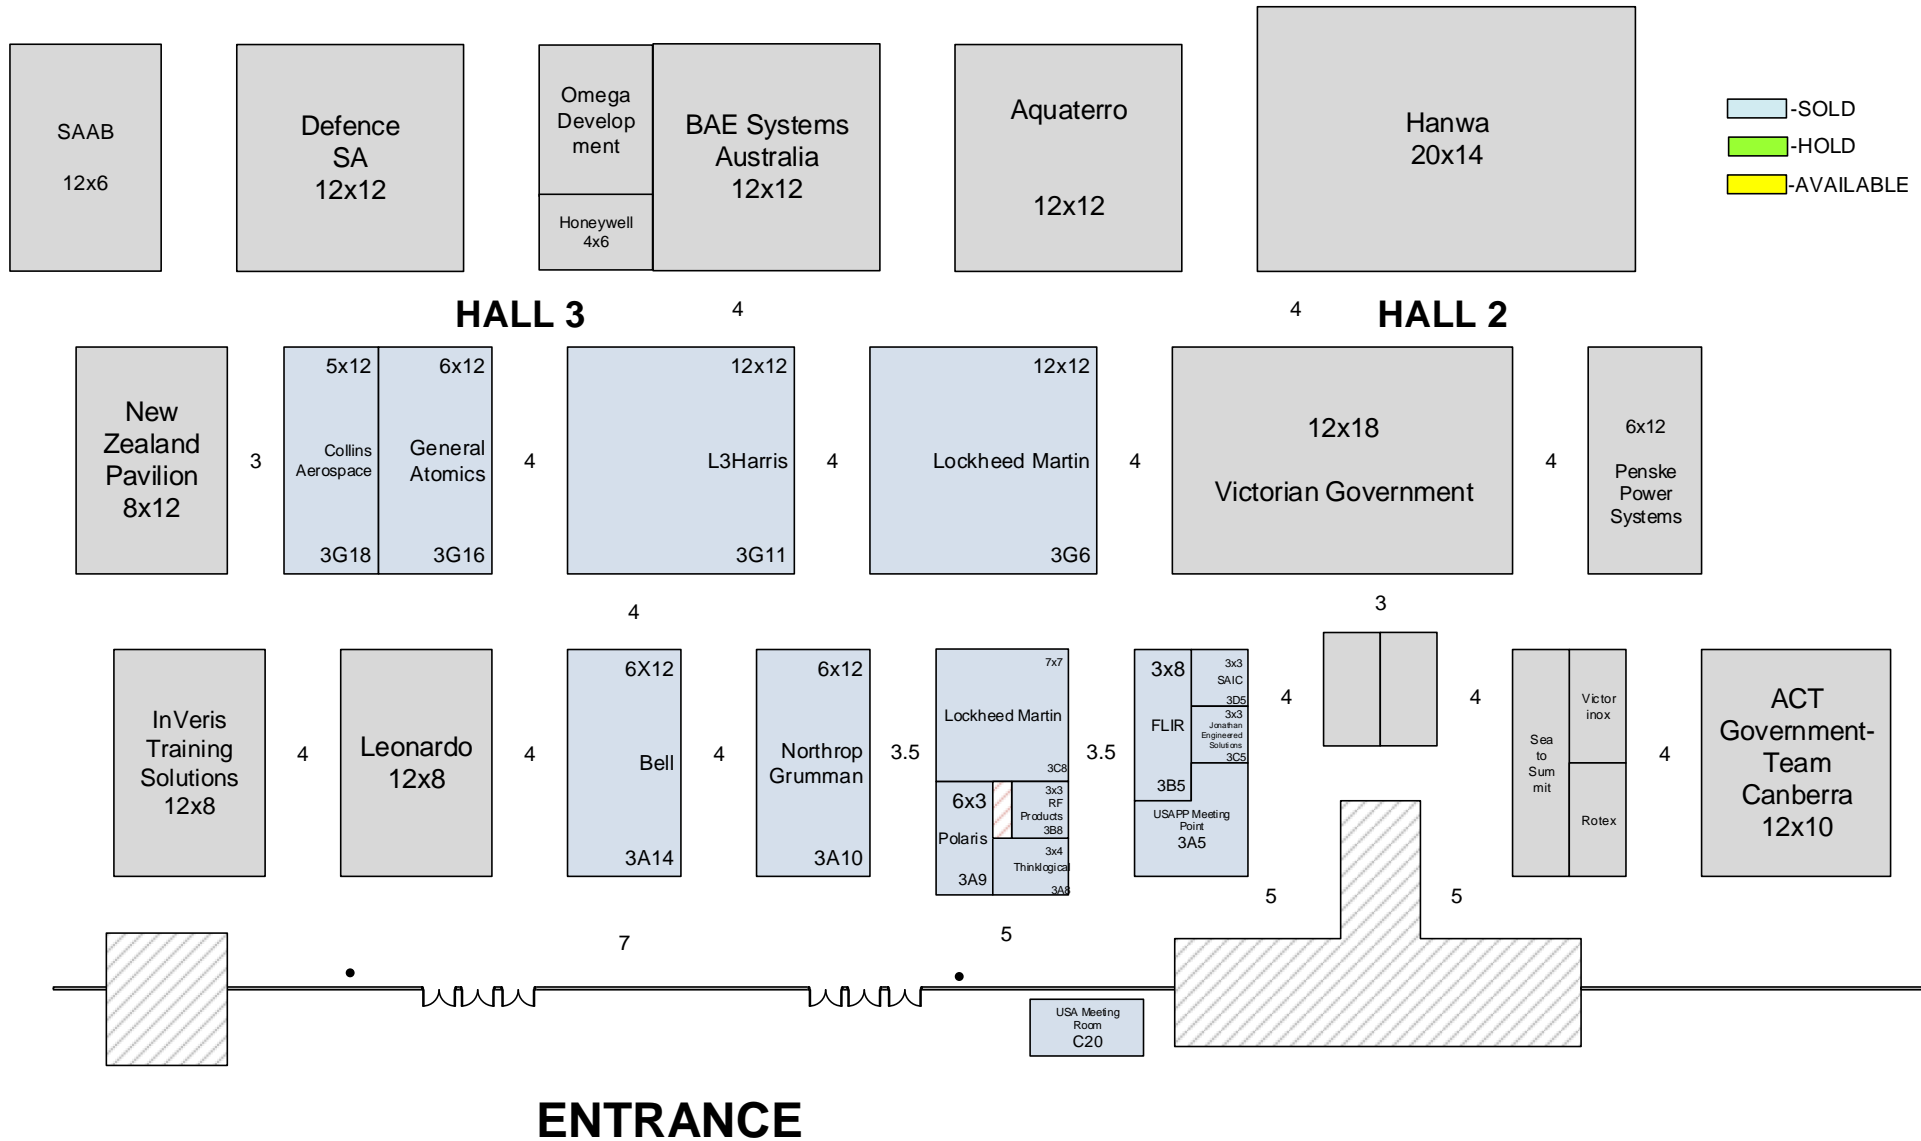 SAAB
12x6
Defence
SA
12x12
Omega
Develop
ment
Honeywell
4x6
BAE Systems
Australia
12x12
Aquaterro
12x12
Hanwa
20x14
-SOLD
-HOLD
-AVAILABLE
HALL 3
4
4
HALL 2
New
Zealand
Pavilion
8x12
3
5x12
Collins
Aerospace
3G18
6x12
General
Atomics
3G16
4
12x12
L3Harris
3G11
4
12x12
Lockheed Martin
3G6
4
12x18
Victorian Government
4
6x12
Penske
Power
Systems
4
3
InVeris
Training
Solutions
12x8
4
Leonardo
12x8
4
6X12
Bell
3A14
4
6x12
Northrop
Grumman
3A10
3.5
7x7
Lockheed Martin
3C8
6x3
Polaris
3A9
3x3
RF
Products
3B8
3x4
Thinklogical
3A8
3.5
3x8
FLIR
3B5
3x3
SAIC
3D5
3x3
Jonathan
Engineered
Solutions
3C5
USAPP Meeting
Point
3A5
4
4
Sea
to
Sum
mit
Victor
inox
Rotex
4
ACT
Government-
Team
Canberra
12x10
5
5
7
5
USA Meeting
Room
C20
ENTRANCE